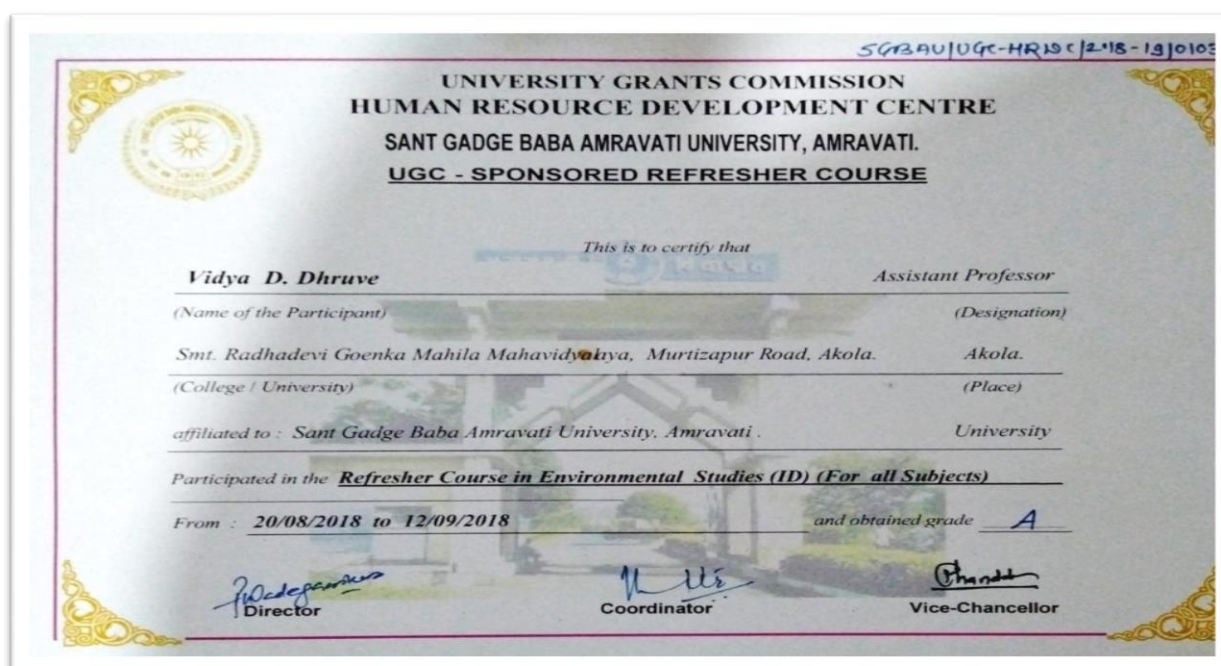 SGBAU/UGC-HRDC/2018-19/0103
UNIVERSITY GRANTS COMMISSION
HUMAN RESOURCE DEVELOPMENT CENTRE
SANT GADGE BABA AMRAVATI UNIVERSITY, AMRAVATI.
UGC - SPONSORED REFRESHER COURSE
This is to certify that
Vidya D. Dhruve Assistant Professor
(Name of the Participant) (Designation)
Smt. Radhadevi Goenka Mahila Mahavidyalaya, Murtizapur Road, Akola. Akola.
(College / University) (Place)
affiliated to : Sant Gadge Baba Amravati University, Amravati . University
Participated in the Refresher Course in Environmental Studies (ID) (For all Subjects)
From : 20/08/2018 to 12/09/2018 and obtained grade A
Director Coordinator Vice-Chancellor